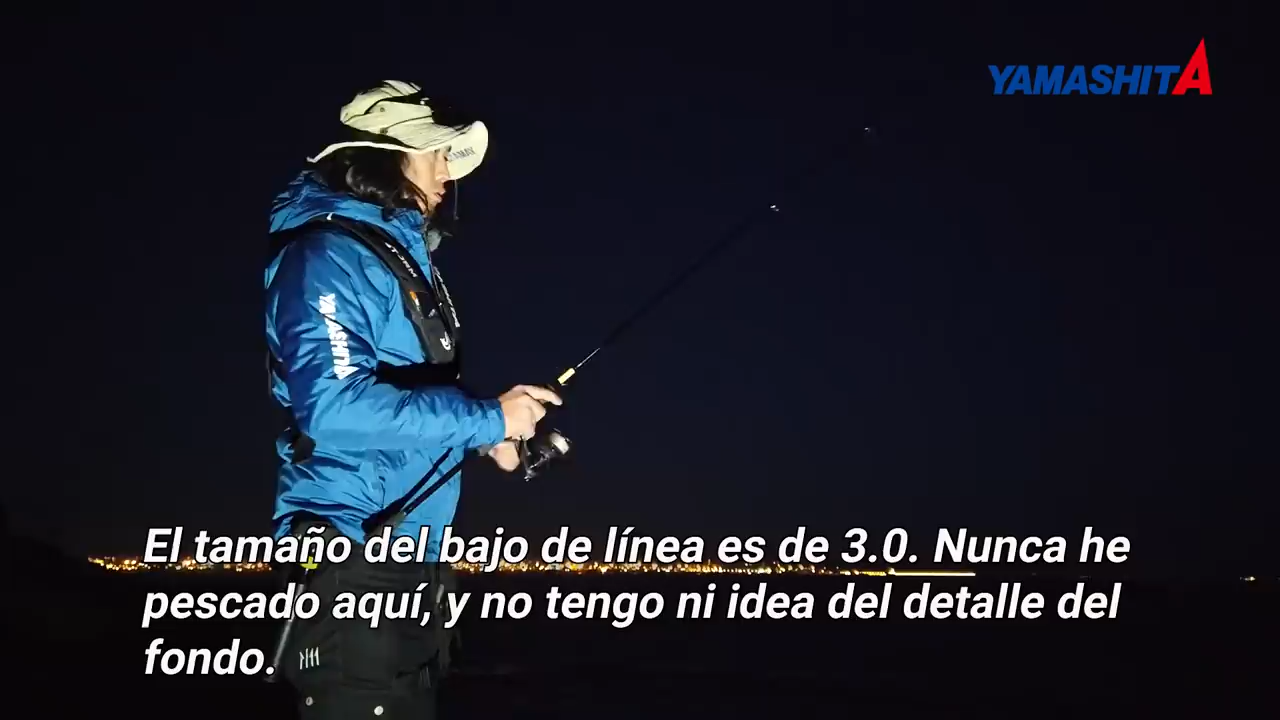 YAMASHITA
YAMASHITA
El tamaño del bajo de línea es de 3.0. Nunca he
pescado aquí, y no tengo ni idea del detalle del
fondo.